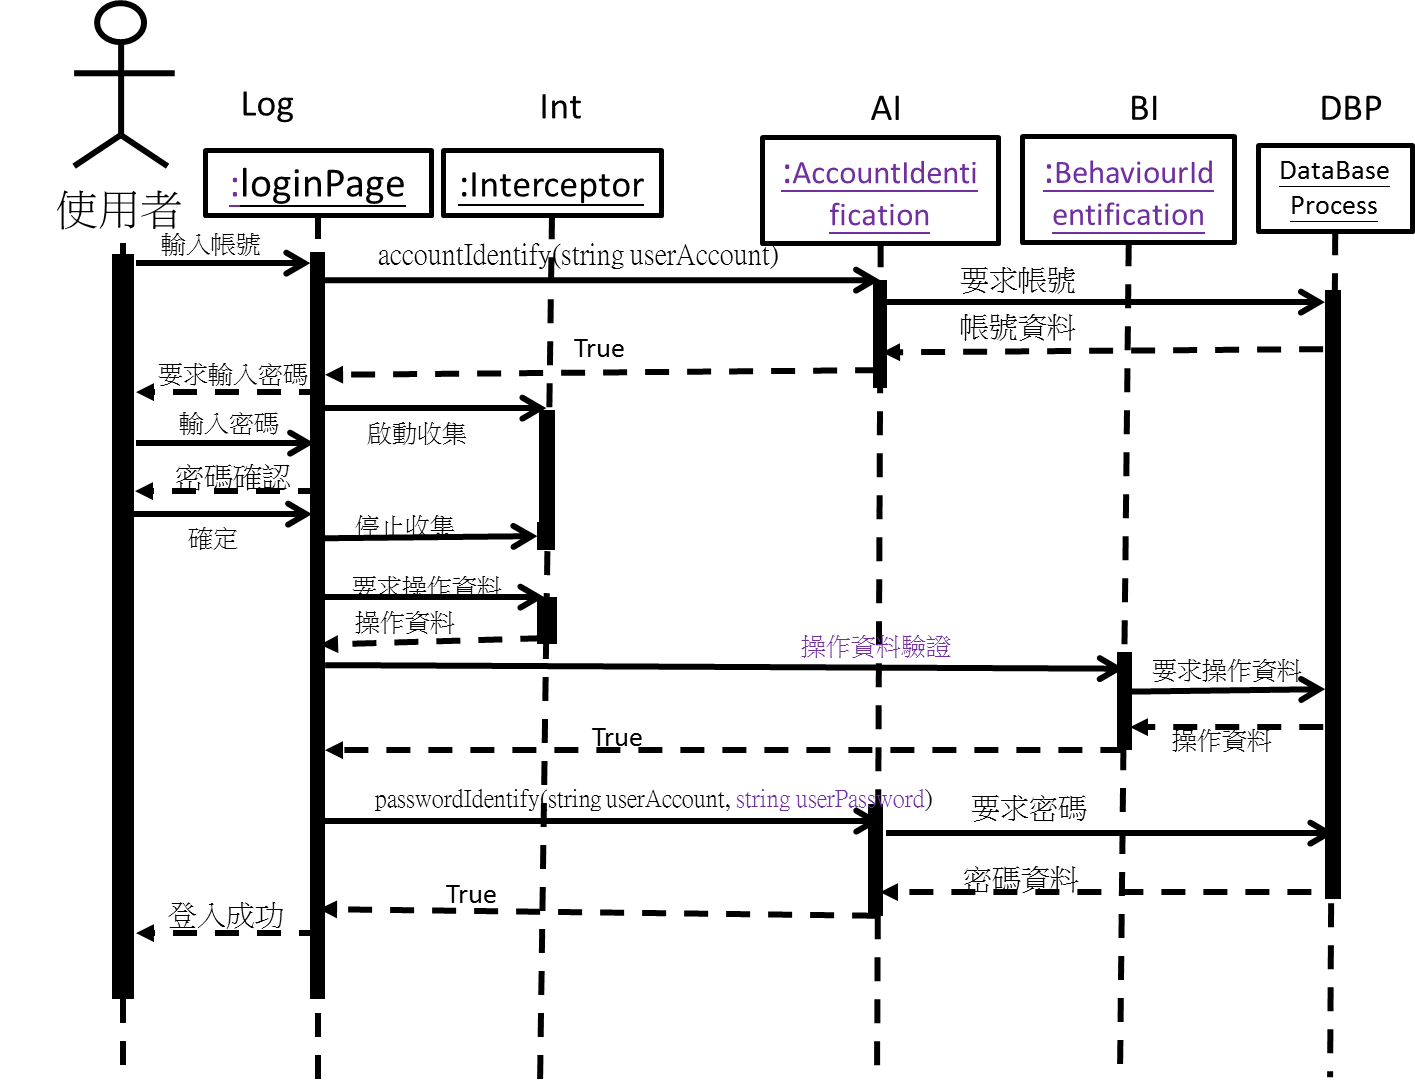 Log
Int
AI
BI
DBP
使用者
:loginPage
:Interceptor
:AccountIdenti
fication
:BehaviourId
entification
DataBase
Process
輸入帳號
accountIdentify(string userAccount)
要求帳號
帳號資料
True
要求輸入密碼
輸入密碼
啟動收集
密碼確認
確定
停止收集
要求操作資料
操作資料
操作資料驗證
要求操作資料
操作資料
True
passwordIdentify(string userAccount, string userPassword)
要求密碼
密碼資料
True
登入成功